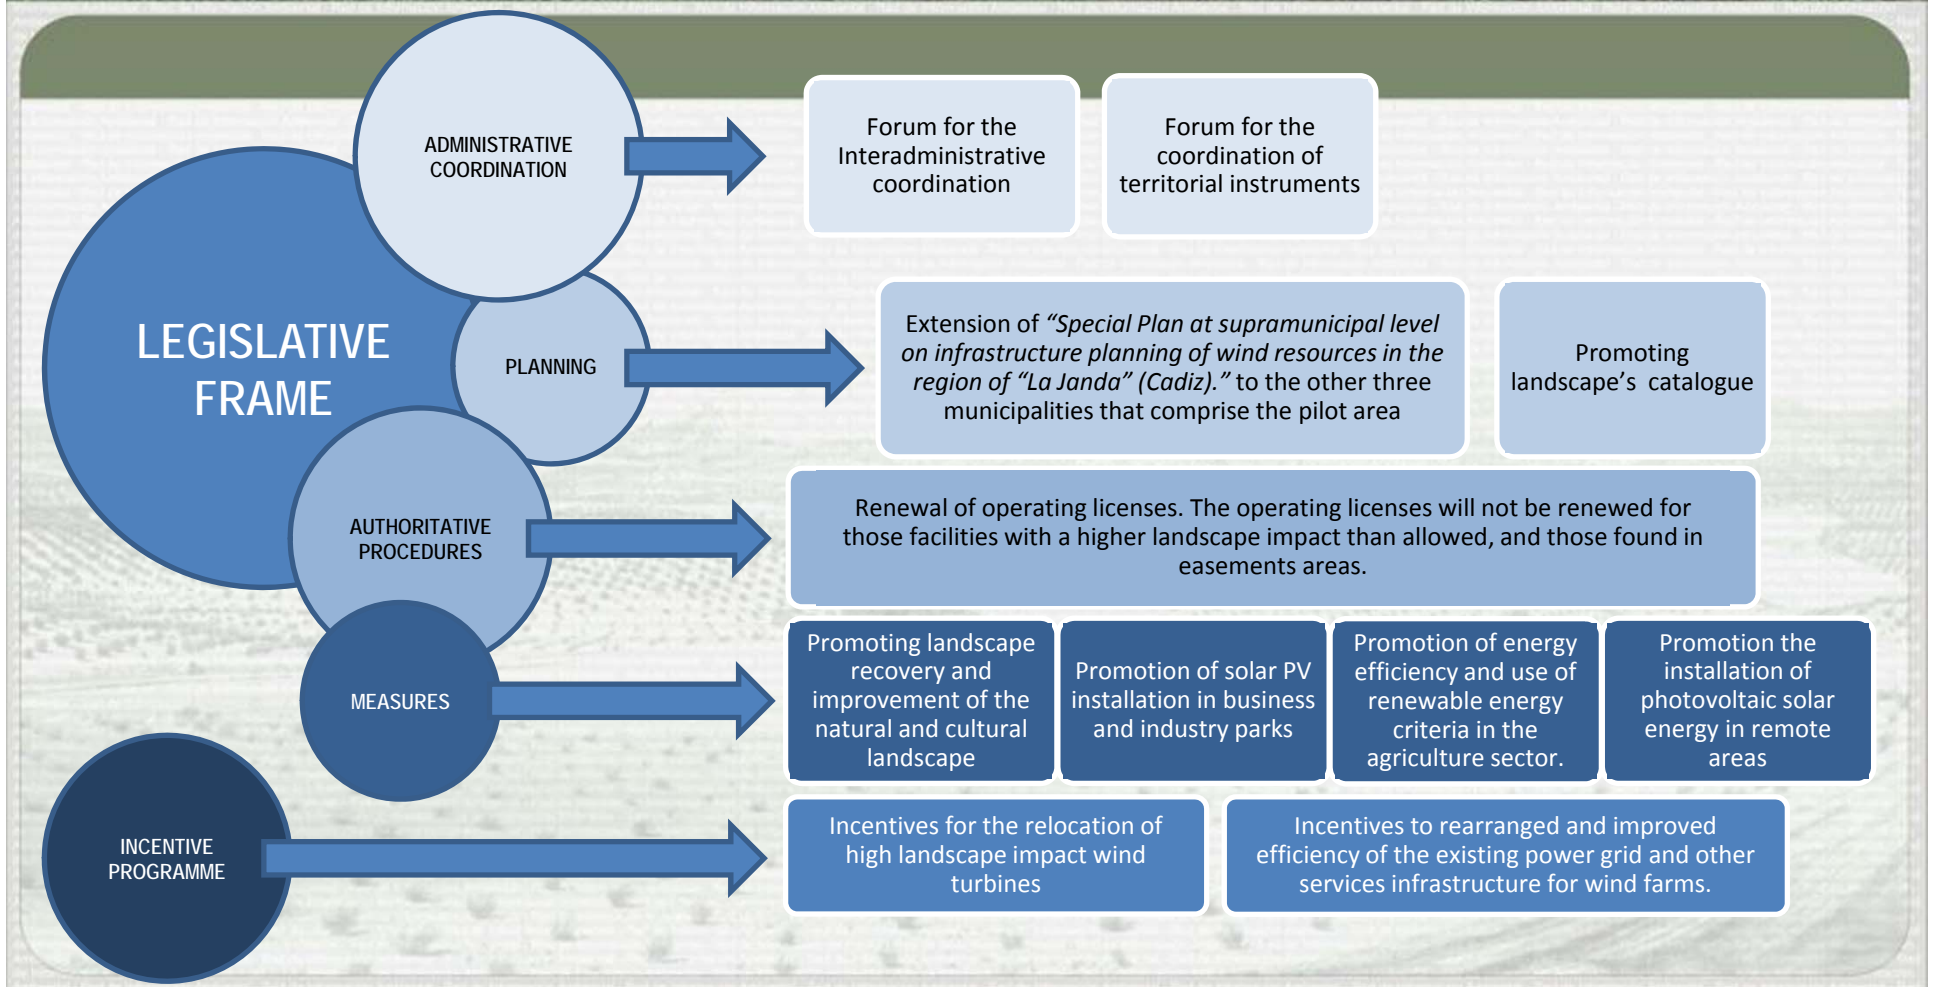 LEGISLATIVE
FRAME
ADMINISTRATIVE
COORDINATION
Forum for the
Interadministrative
coordination
Forum for the
coordination of
territorial instruments
PLANNING
Extension of “Special Plan at supramunicipal level
on infrastructure planning of wind resources in the
region of “La Janda” (Cadiz).” to the other three
municipalities that comprise the pilot area
Promoting
landscape’s catalogue
AUTHORITATIVE
PROCEDURES
Renewal of operating licenses. The operating licenses will not be renewed for
those facilities with a higher landscape impact than allowed, and those found in
easements areas.
MEASURES
Promoting landscape
recovery and
improvement of the
natural and cultural
landscape
Promotion of solar PV
installation in business
and industry parks
Promotion of energy
efficiency and use of
renewable energy
criteria in the
agriculture sector.
Promotion the
installation of
photovoltaic solar
energy in remote
areas
INCENTIVE
PROGRAMME
Incentives for the relocation of
high landscape impact wind
turbines
Incentives to rearranged and improved
efficiency of the existing power grid and other
services infrastructure for wind farms.